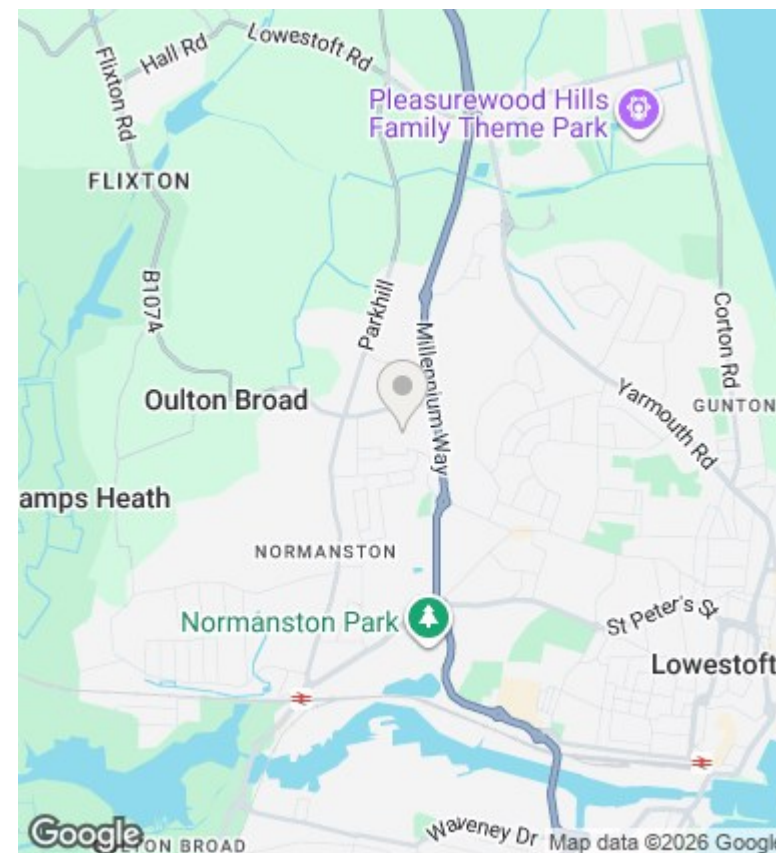 Hall Rd
Lowestoft Rd
Flixton Rd
Pleasurewood Hills
Family Theme Park
FLIXTON
B1074
Parkhill
Millennium Way
Corton Rd
Oulton Broad
Yarmouth Rd
GUNTON
amps Heath
NORMANSTON
St Peter's St
Normanston Park
Lowestoft
Waveney Dr
Google
LTON BROAD
Map data ©2026 Google